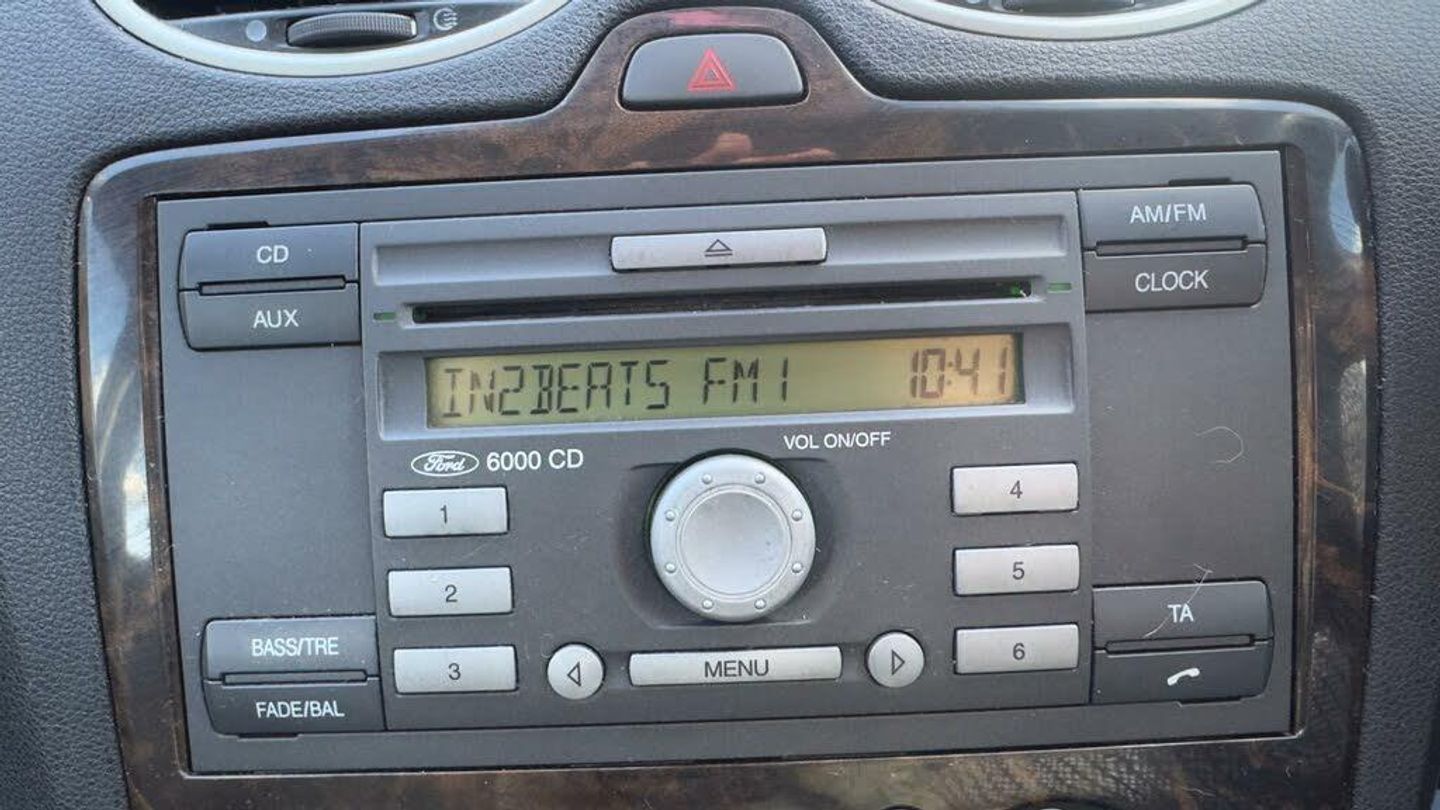 CD
AUX
AM/FM
CLOCK
IN2BEATS FM1 10:41
VOL ON/OFF
Ford 6000 CD
1
2
3
4
5
6
BASS/TRE
FADE/BAL
MENU
TA